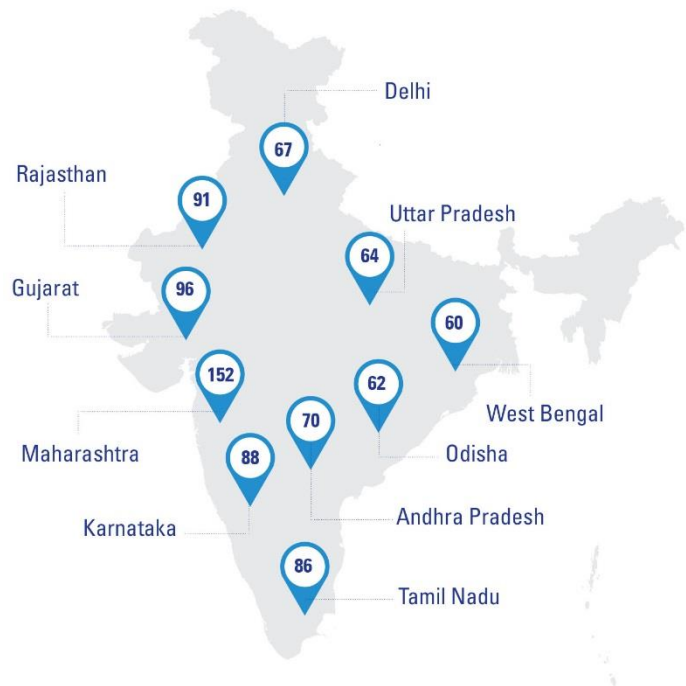 Delhi
67
Rajasthan
91
Uttar Pradesh
64
Gujarat
96
60
West Bengal
152
Maharashtra
62
Odisha
70
Andhra Pradesh
88
Karnataka
86
Tamil Nadu